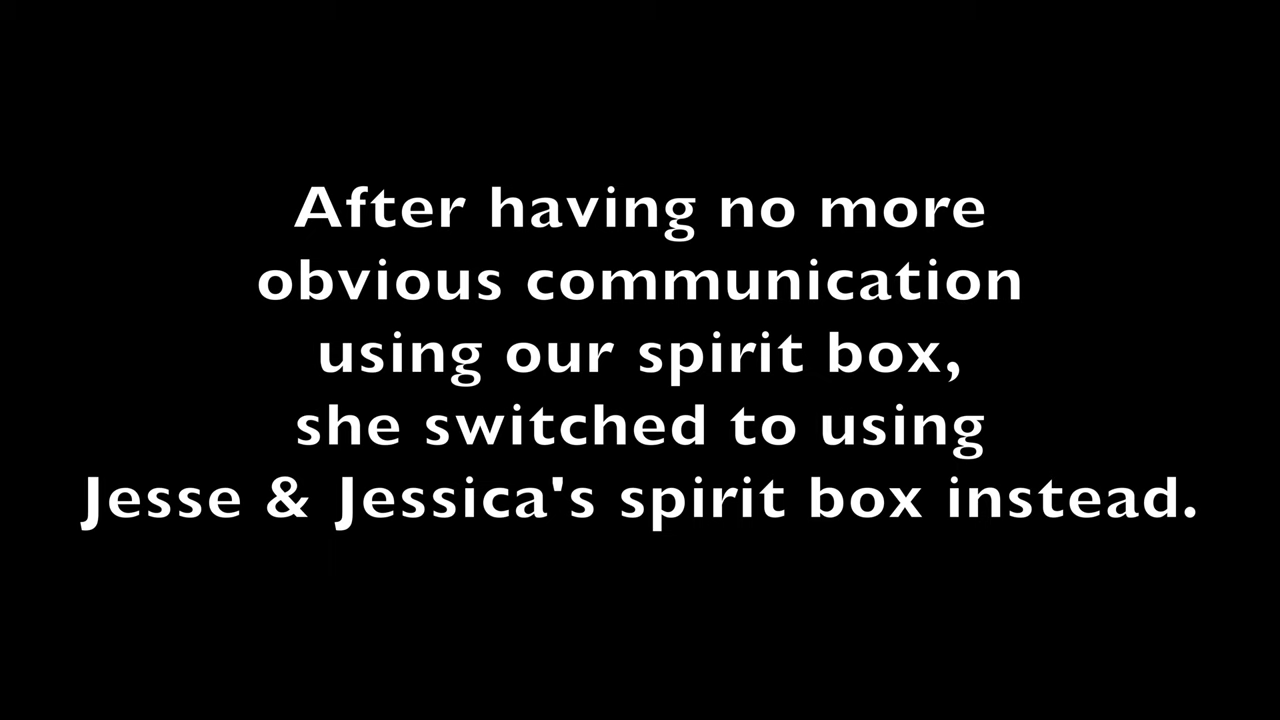 After having no more
obvious communication
using our spirit box,
she switched to using
Jesse & Jessica's spirit box instead.